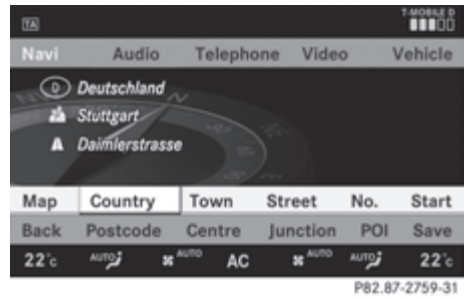 TA T-MOBILE D
Navi Audio Telephone Video Vehicle
D Deutschland
Stuttgart
Daimlerstrasse
Map Country Town Street No. Start
Back Postcode Centre Junction POI Save
22°c AUTO AUTO AC AUTO AUTO 22°c
P82.87-2759-31